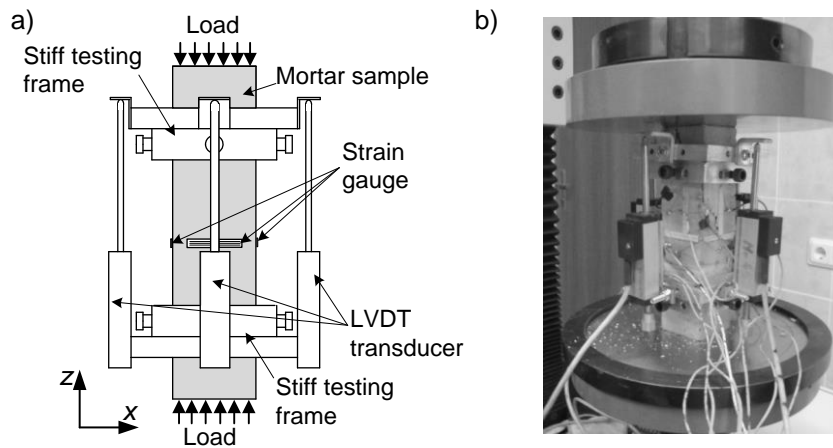 a)
Load
Stiff testing
frame
Mortar sample
Strain
gauge
LVDT
transducer
Stiff testing
frame
z
x
Load
b)